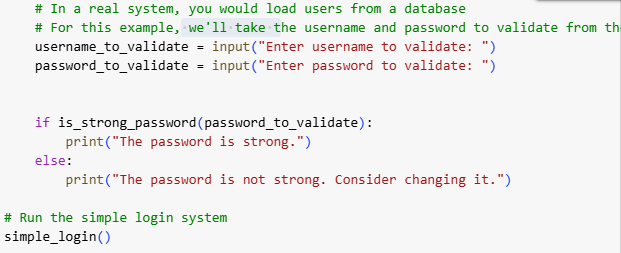 # In a real system, you would load users from a database
# For this example, we'll take the username and password to validate from
username_to_validate = input("Enter username to validate: ")
password_to_validate = input("Enter password to validate: ")
if is_strong_password(password_to_validate):
print("The password is strong.")
else:
print("The password is not strong. Consider changing it.")
# Run the simple login system
simple_login()